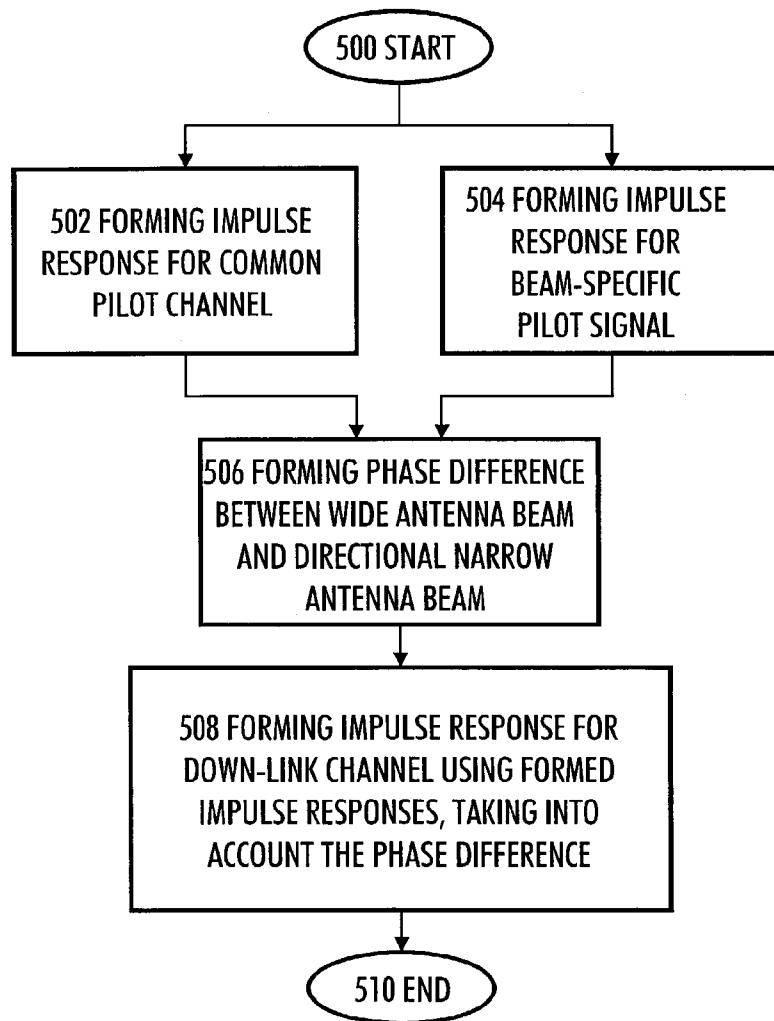 500 START
502 FORMING IMPULSE
RESPONSE FOR COMMON
PILOT CHANNEL
504 FORMING IMPULSE
RESPONSE FOR
BEAM-SPECIFIC
PILOT SIGNAL
506 FORMING PHASE DIFFERENCE
BETWEEN WIDE ANTENNA BEAM
AND DIRECTIONAL NARROW
ANTENNA BEAM
508 FORMING IMPULSE RESPONSE FOR
DOWN-LINK CHANNEL USING FORMED
IMPULSE RESPONSES, TAKING INTO
ACCOUNT THE PHASE DIFFERENCE
510 END